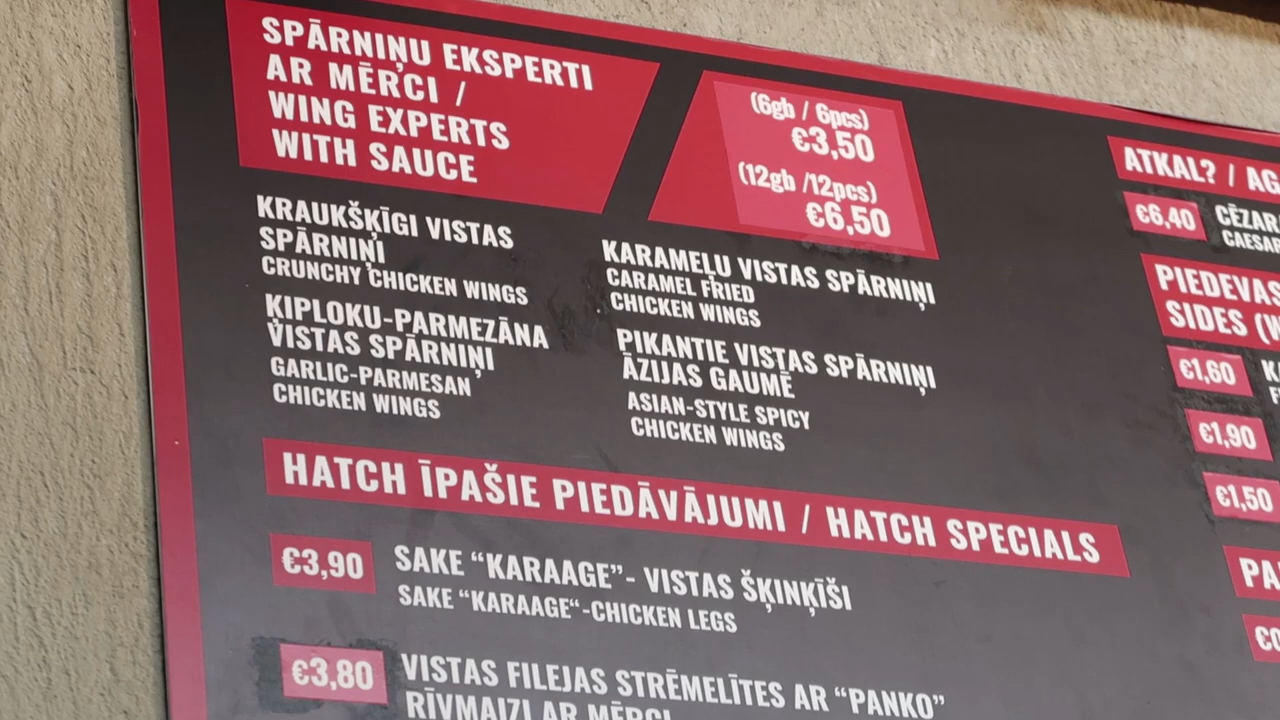 SPĀRNIŅU EKSPERTI
AR MĒRCI /
WING EXPERTS
WITH SAUCE
(6gb / 6pcs)
€3,50
(12gb /12pcs)
€6,50
KRAUKŠĶĪGI VISTAS
SPĀRNIŅI
CRUNCHY CHICKEN WINGS
ĶIPLOKU-PARMEZĀNA
VISTAS SPĀRNIŅI
GARLIC-PARMESAN
CHICKEN WINGS
KARAMEĻU VISTAS SPĀRNIŅI
CARAMEL FRIED
CHICKEN WINGS
PIKANTIE VISTAS SPĀRNIŅI
ĀZIJAS GAUMĒ
ASIAN-STYLE SPICY
CHICKEN WINGS
HATCH ĪPAŠIE PIEDĀVĀJUMI / HATCH SPECIALS
€3,90 SAKE “KARAAGE”- VISTAS ŠĶINĶĪŠI
SAKE “KARAAGE“-CHICKEN LEGS
€3,80 VISTAS FILEJAS STRĒMELĪTES AR “PANKO”
RĪVMAIZI AR MĒRCI
ATKAL? /
€6,40
PIEDEVAS
SIDES
€1,60
€1,90
€1,50